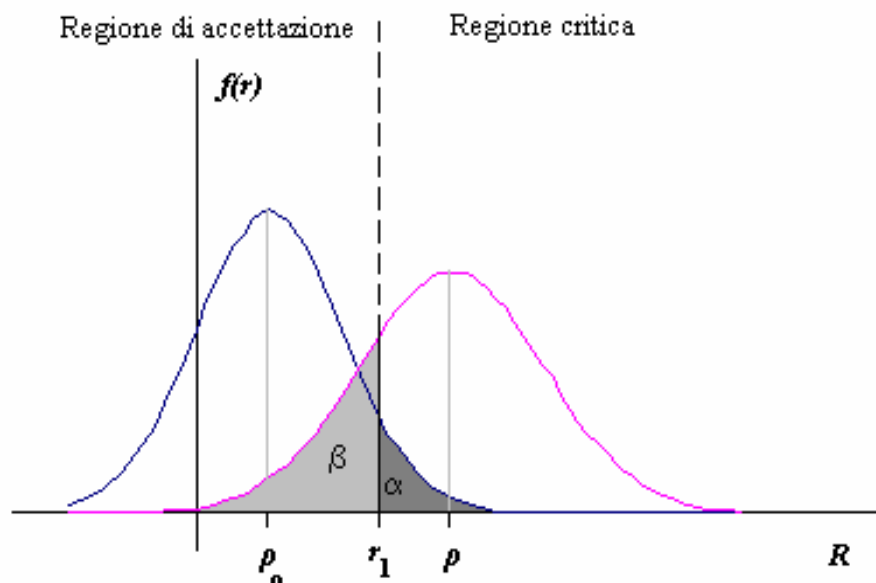 Regione di accettazione Regione critica
f(r)
β α
ρ₀ r₁ ρ R